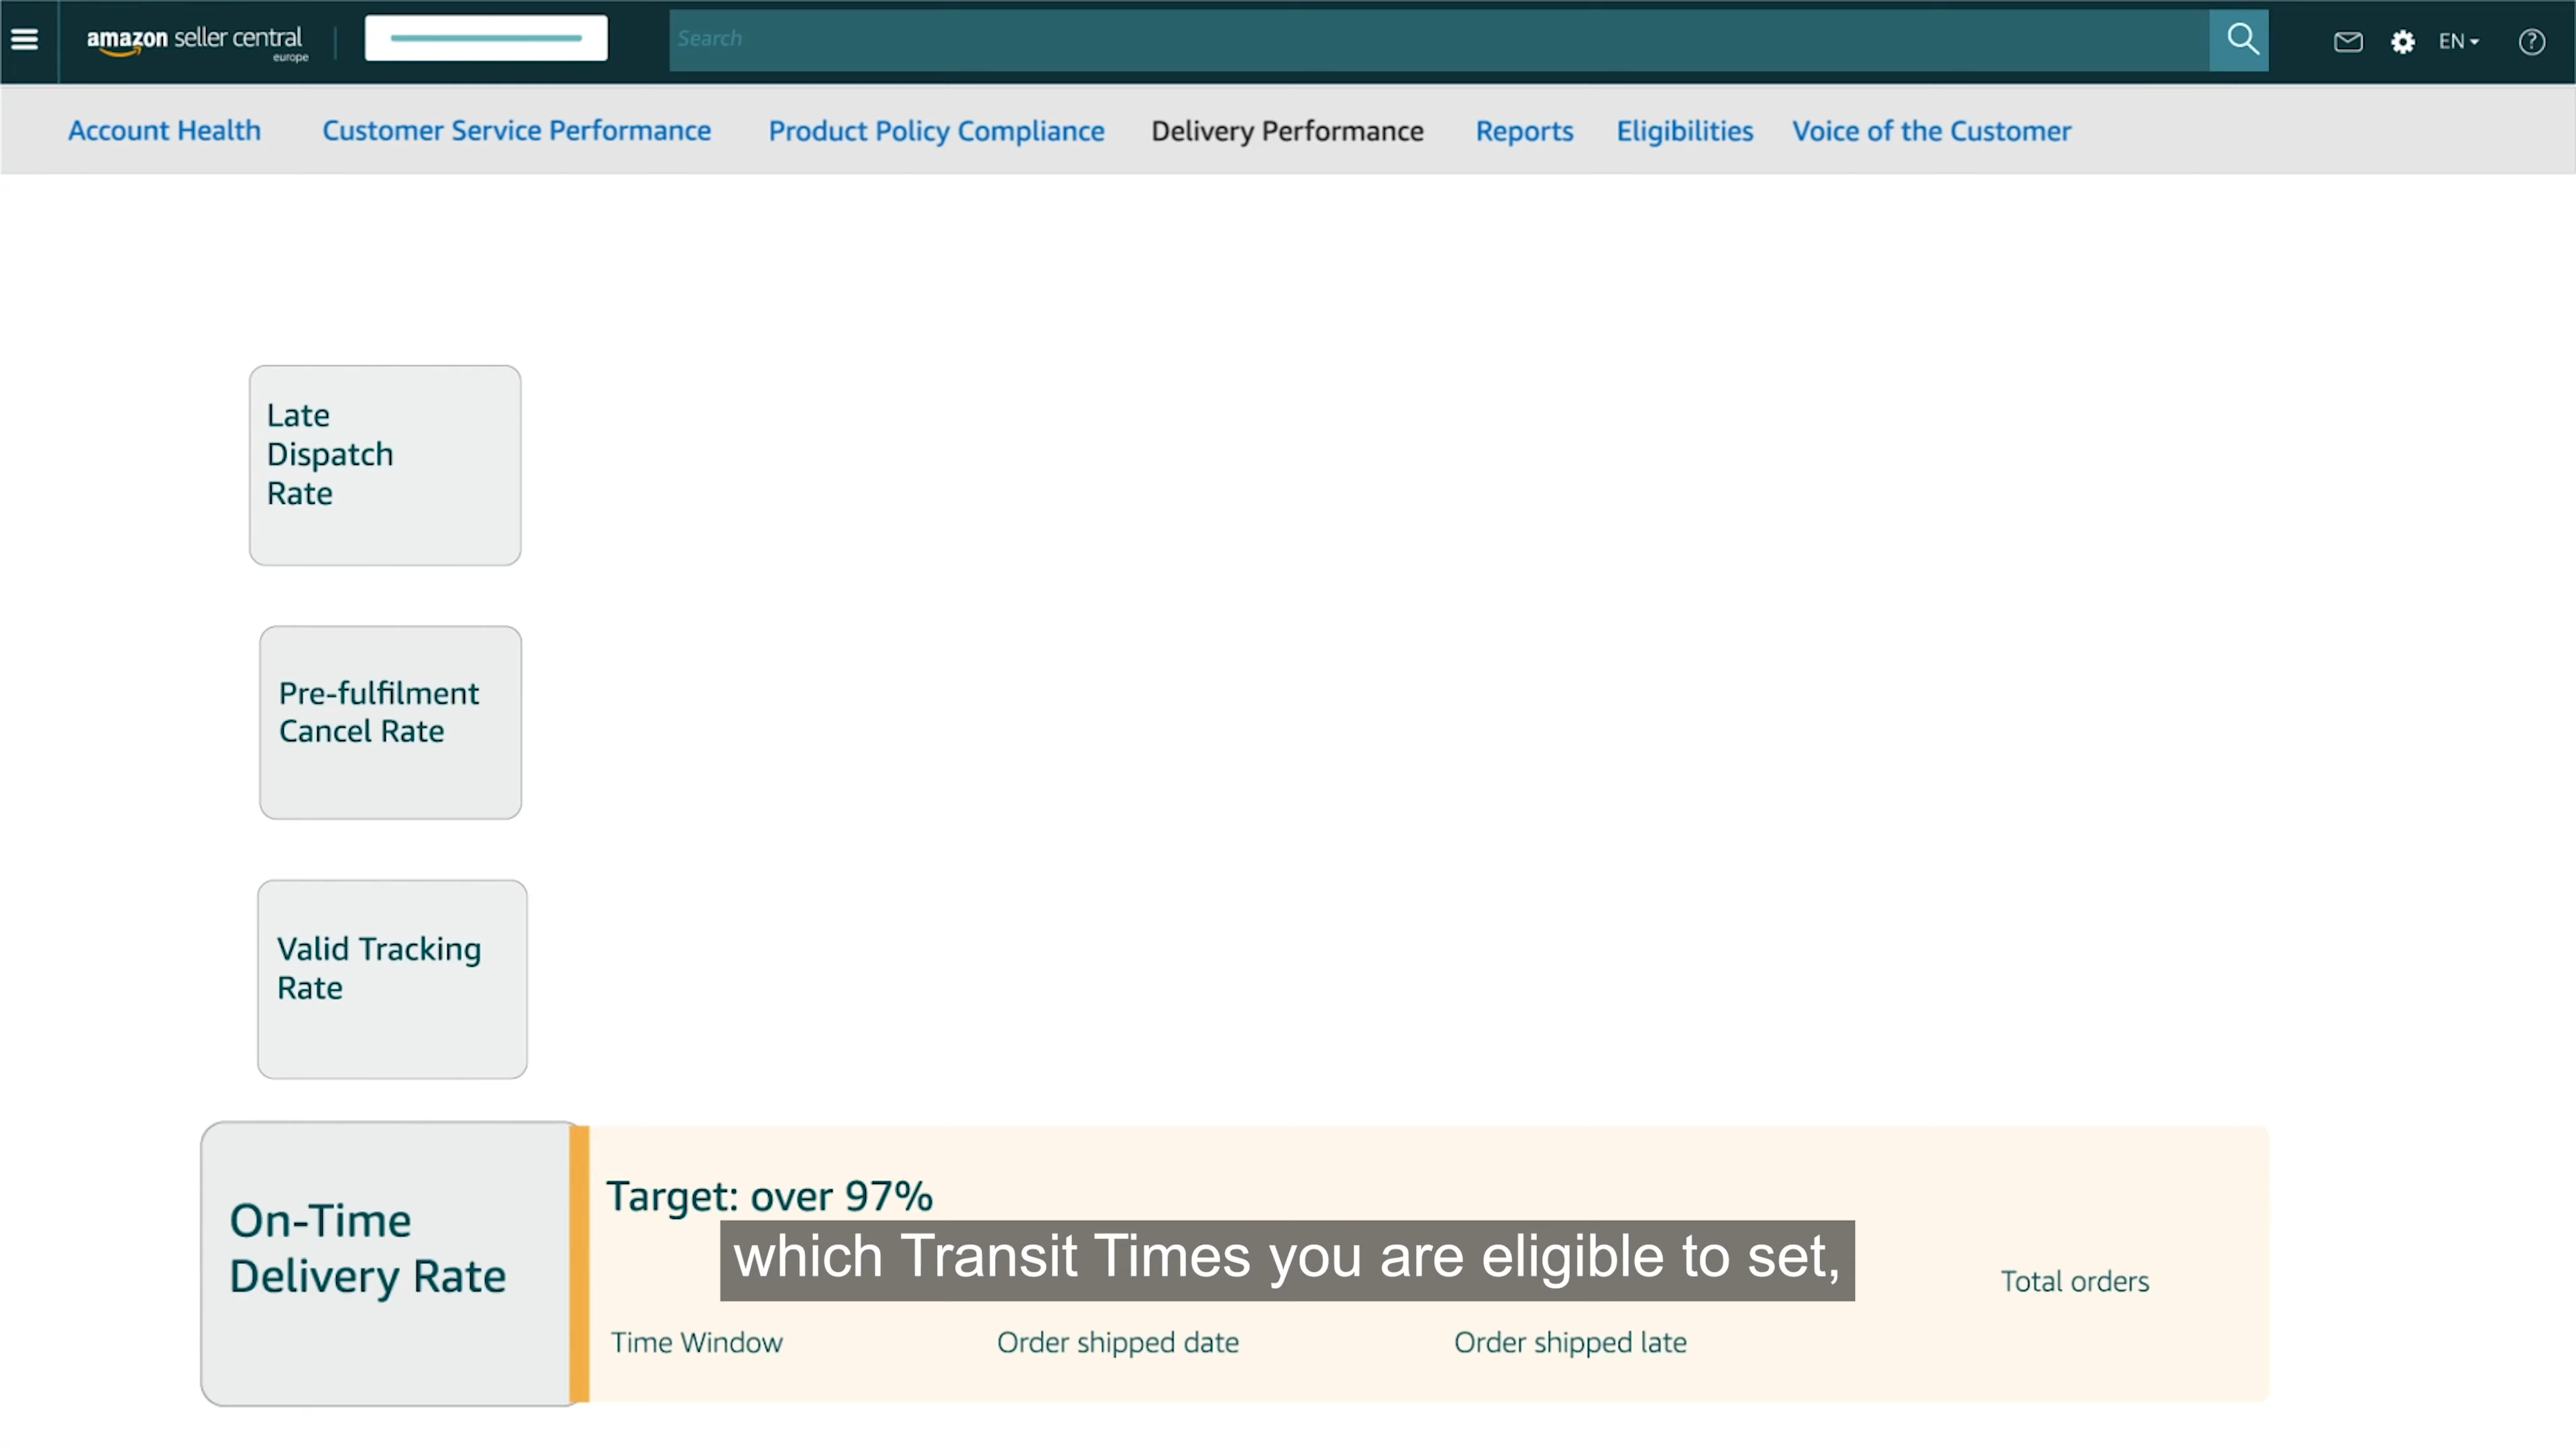 amazon seller central
europe
Search
EN
?
Account Health
Customer Service Performance
Product Policy Compliance
Delivery Performance
Reports
Eligibilities
Voice of the Customer
Late
Dispatch
Rate
Pre-fulfilment
Cancel Rate
Valid Tracking
Rate
On-Time
Delivery Rate
Target: over 97%
which Transit Times you are eligible to set,
Total orders
Time Window
Order shipped date
Order shipped late